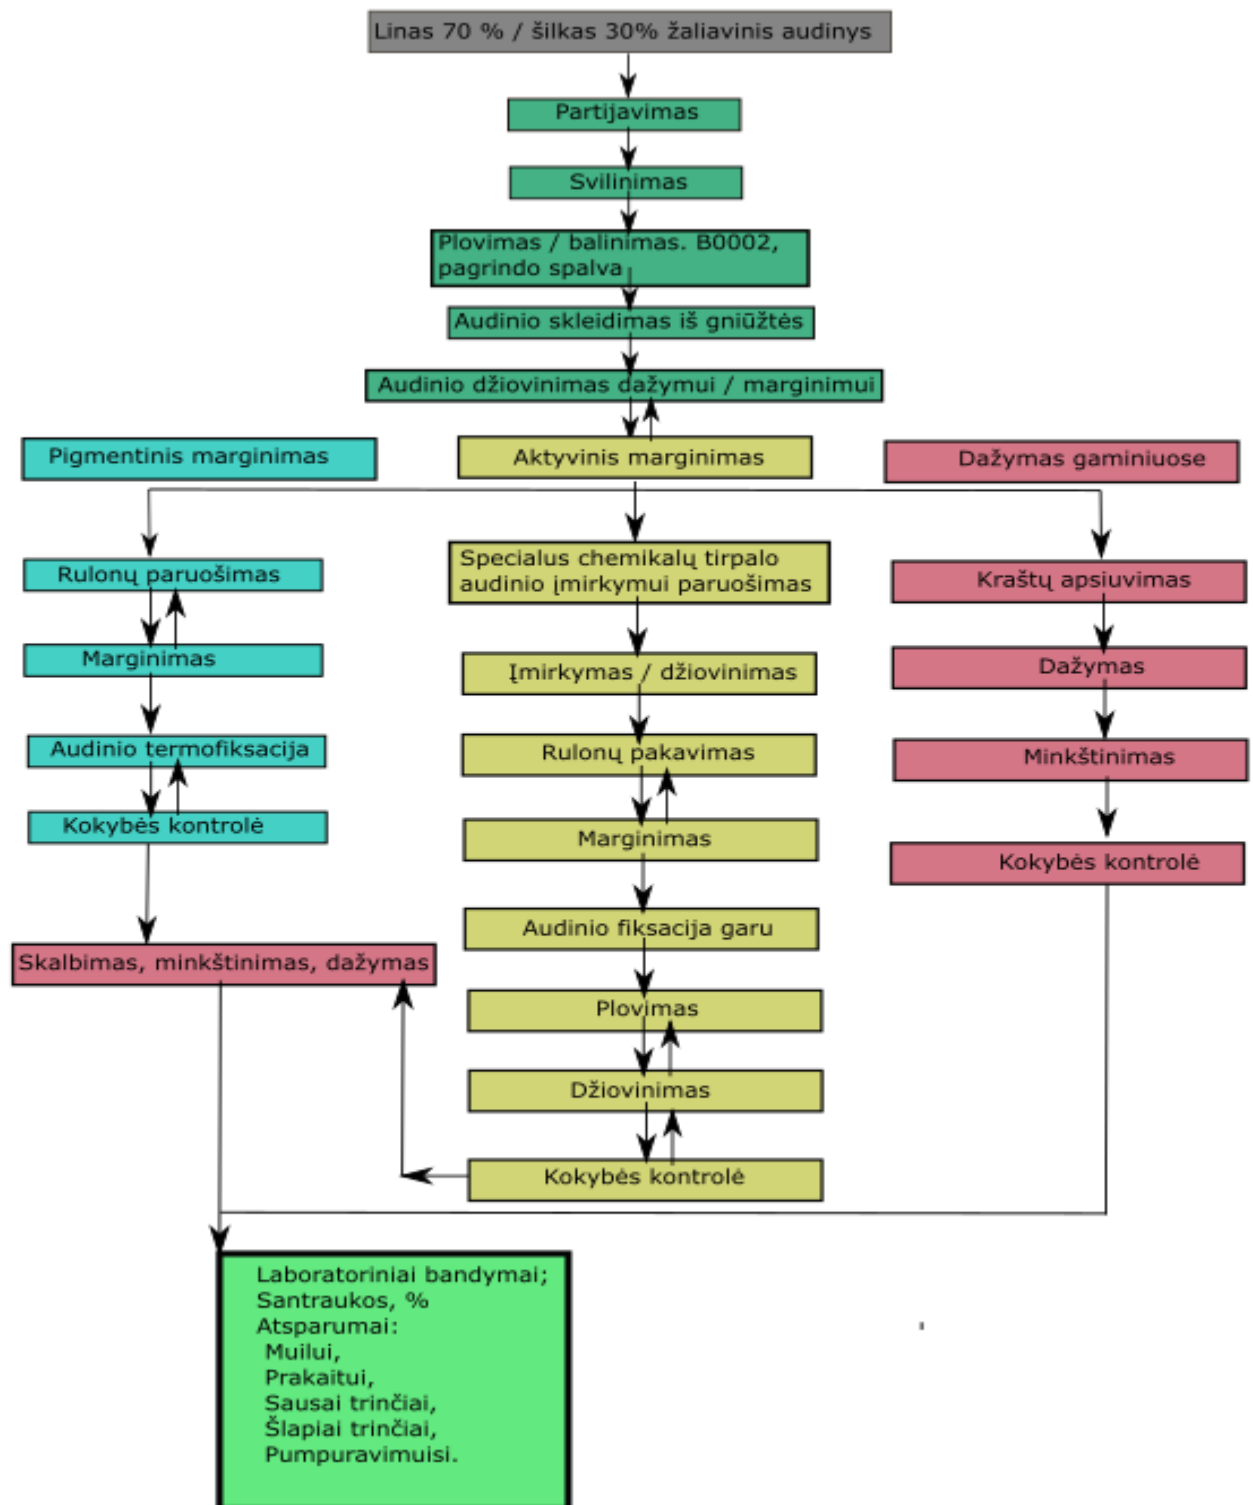 Linas 70 % / šilkas 30% žaliavinis audinys
Partijavimas
Svilinimas
Plovimas / balinimas. B0002,
pagrindo spalva
Audinio skleidimas iš gniūžtės
Audinio džiovinimas dažymui / marginimui
Pigmentinis marginimas
Aktyvinis marginimas
Dažymas gaminiuose
Rulonų paruošimas
Marginimas
Audinio termofiksacija
Kokybės kontrolė
Skalbimas, minkštinimas, dažymas
Specialus chemikalų tirpalo
audinio įmirkymui paruošimas
Įmirkymas / džiovinimas
Rulonų pakavimas
Marginimas
Audinio fiksacija garu
Plovimas
Džiovinimas
Kokybės kontrolė
Kraštų apsiuvimas
Dažymas
Minkštinimas
Kokybės kontrolė
Laboratoriniai bandymai;
Santraukos, %
Atsparumai:
Muilui,
Prakaitui,
Sausai trinčiai,
Šlapiai trinčiai,
Pumpuravimuisi.